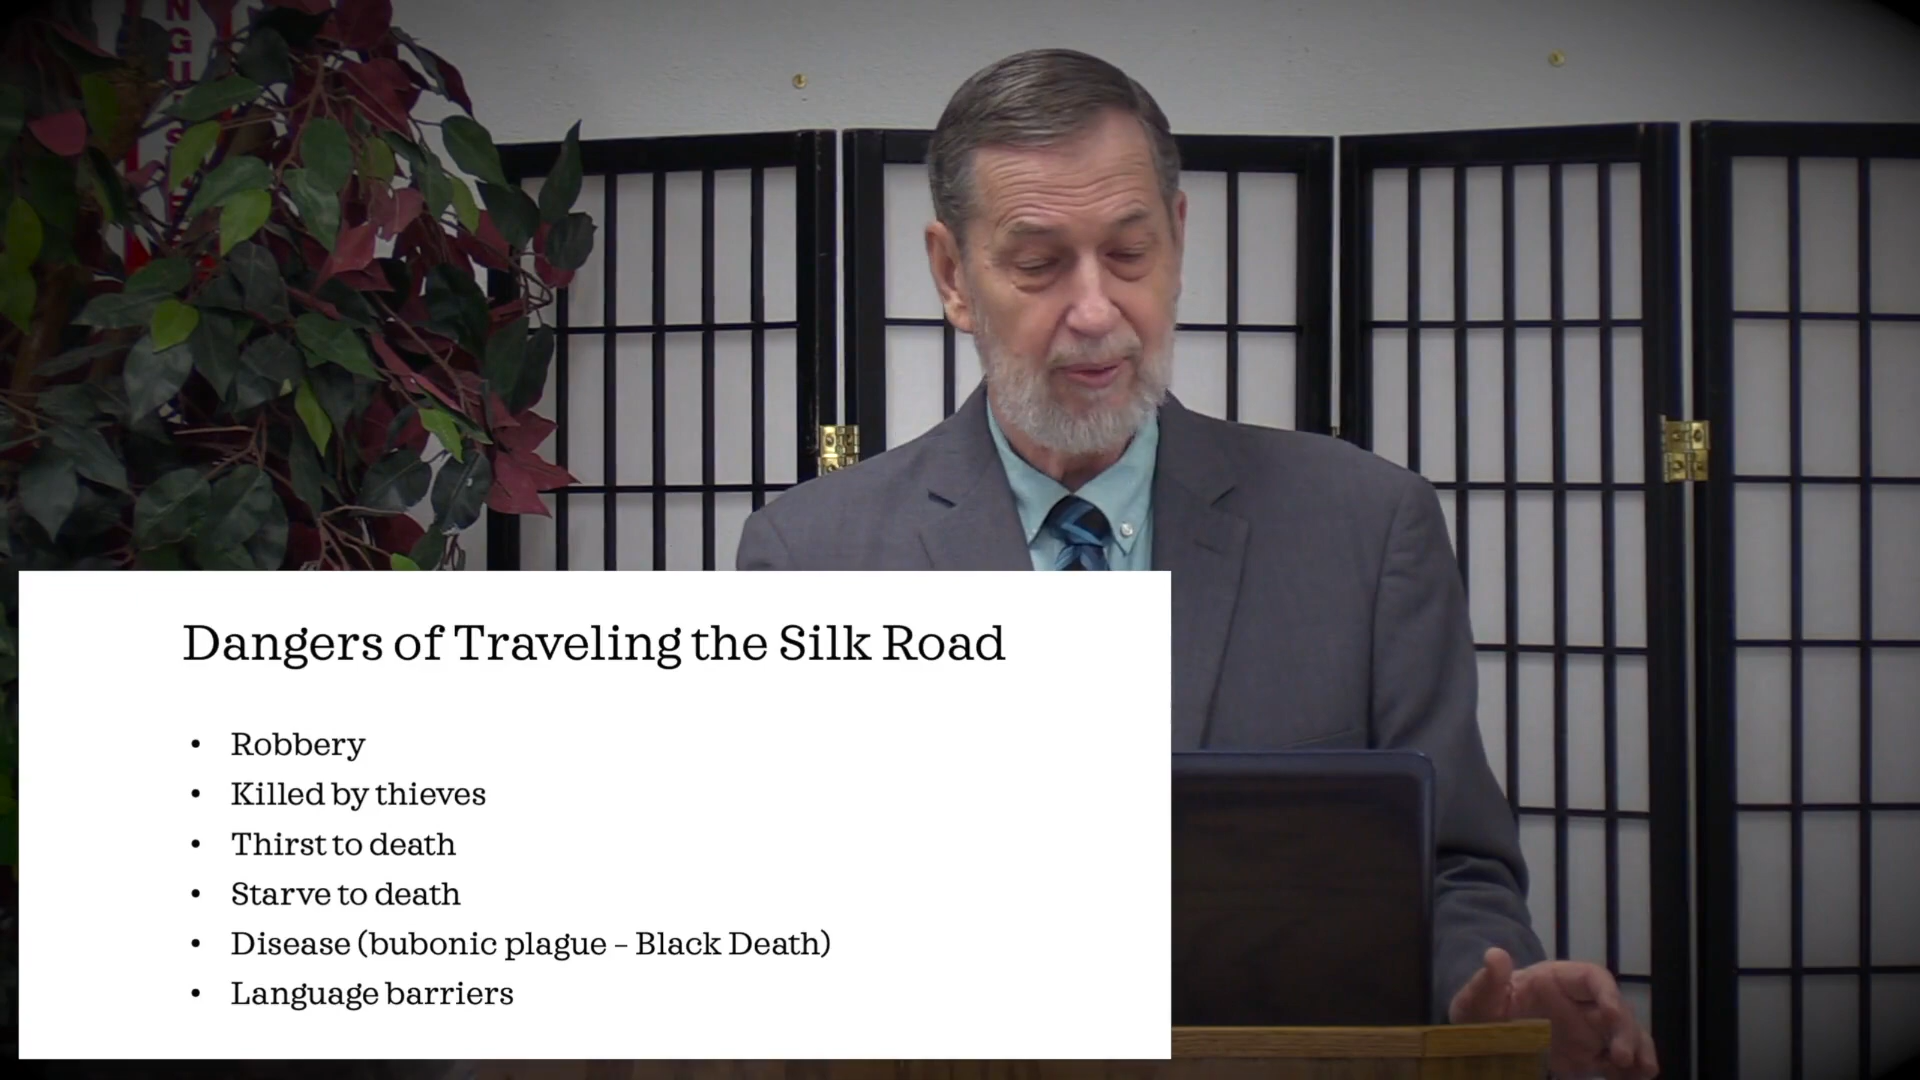 Dangers of Traveling the Silk Road
• Robbery
• Killed by thieves
• Thirst to death
• Starve to death
• Disease (bubonic plague – Black Death)
• Language barriers